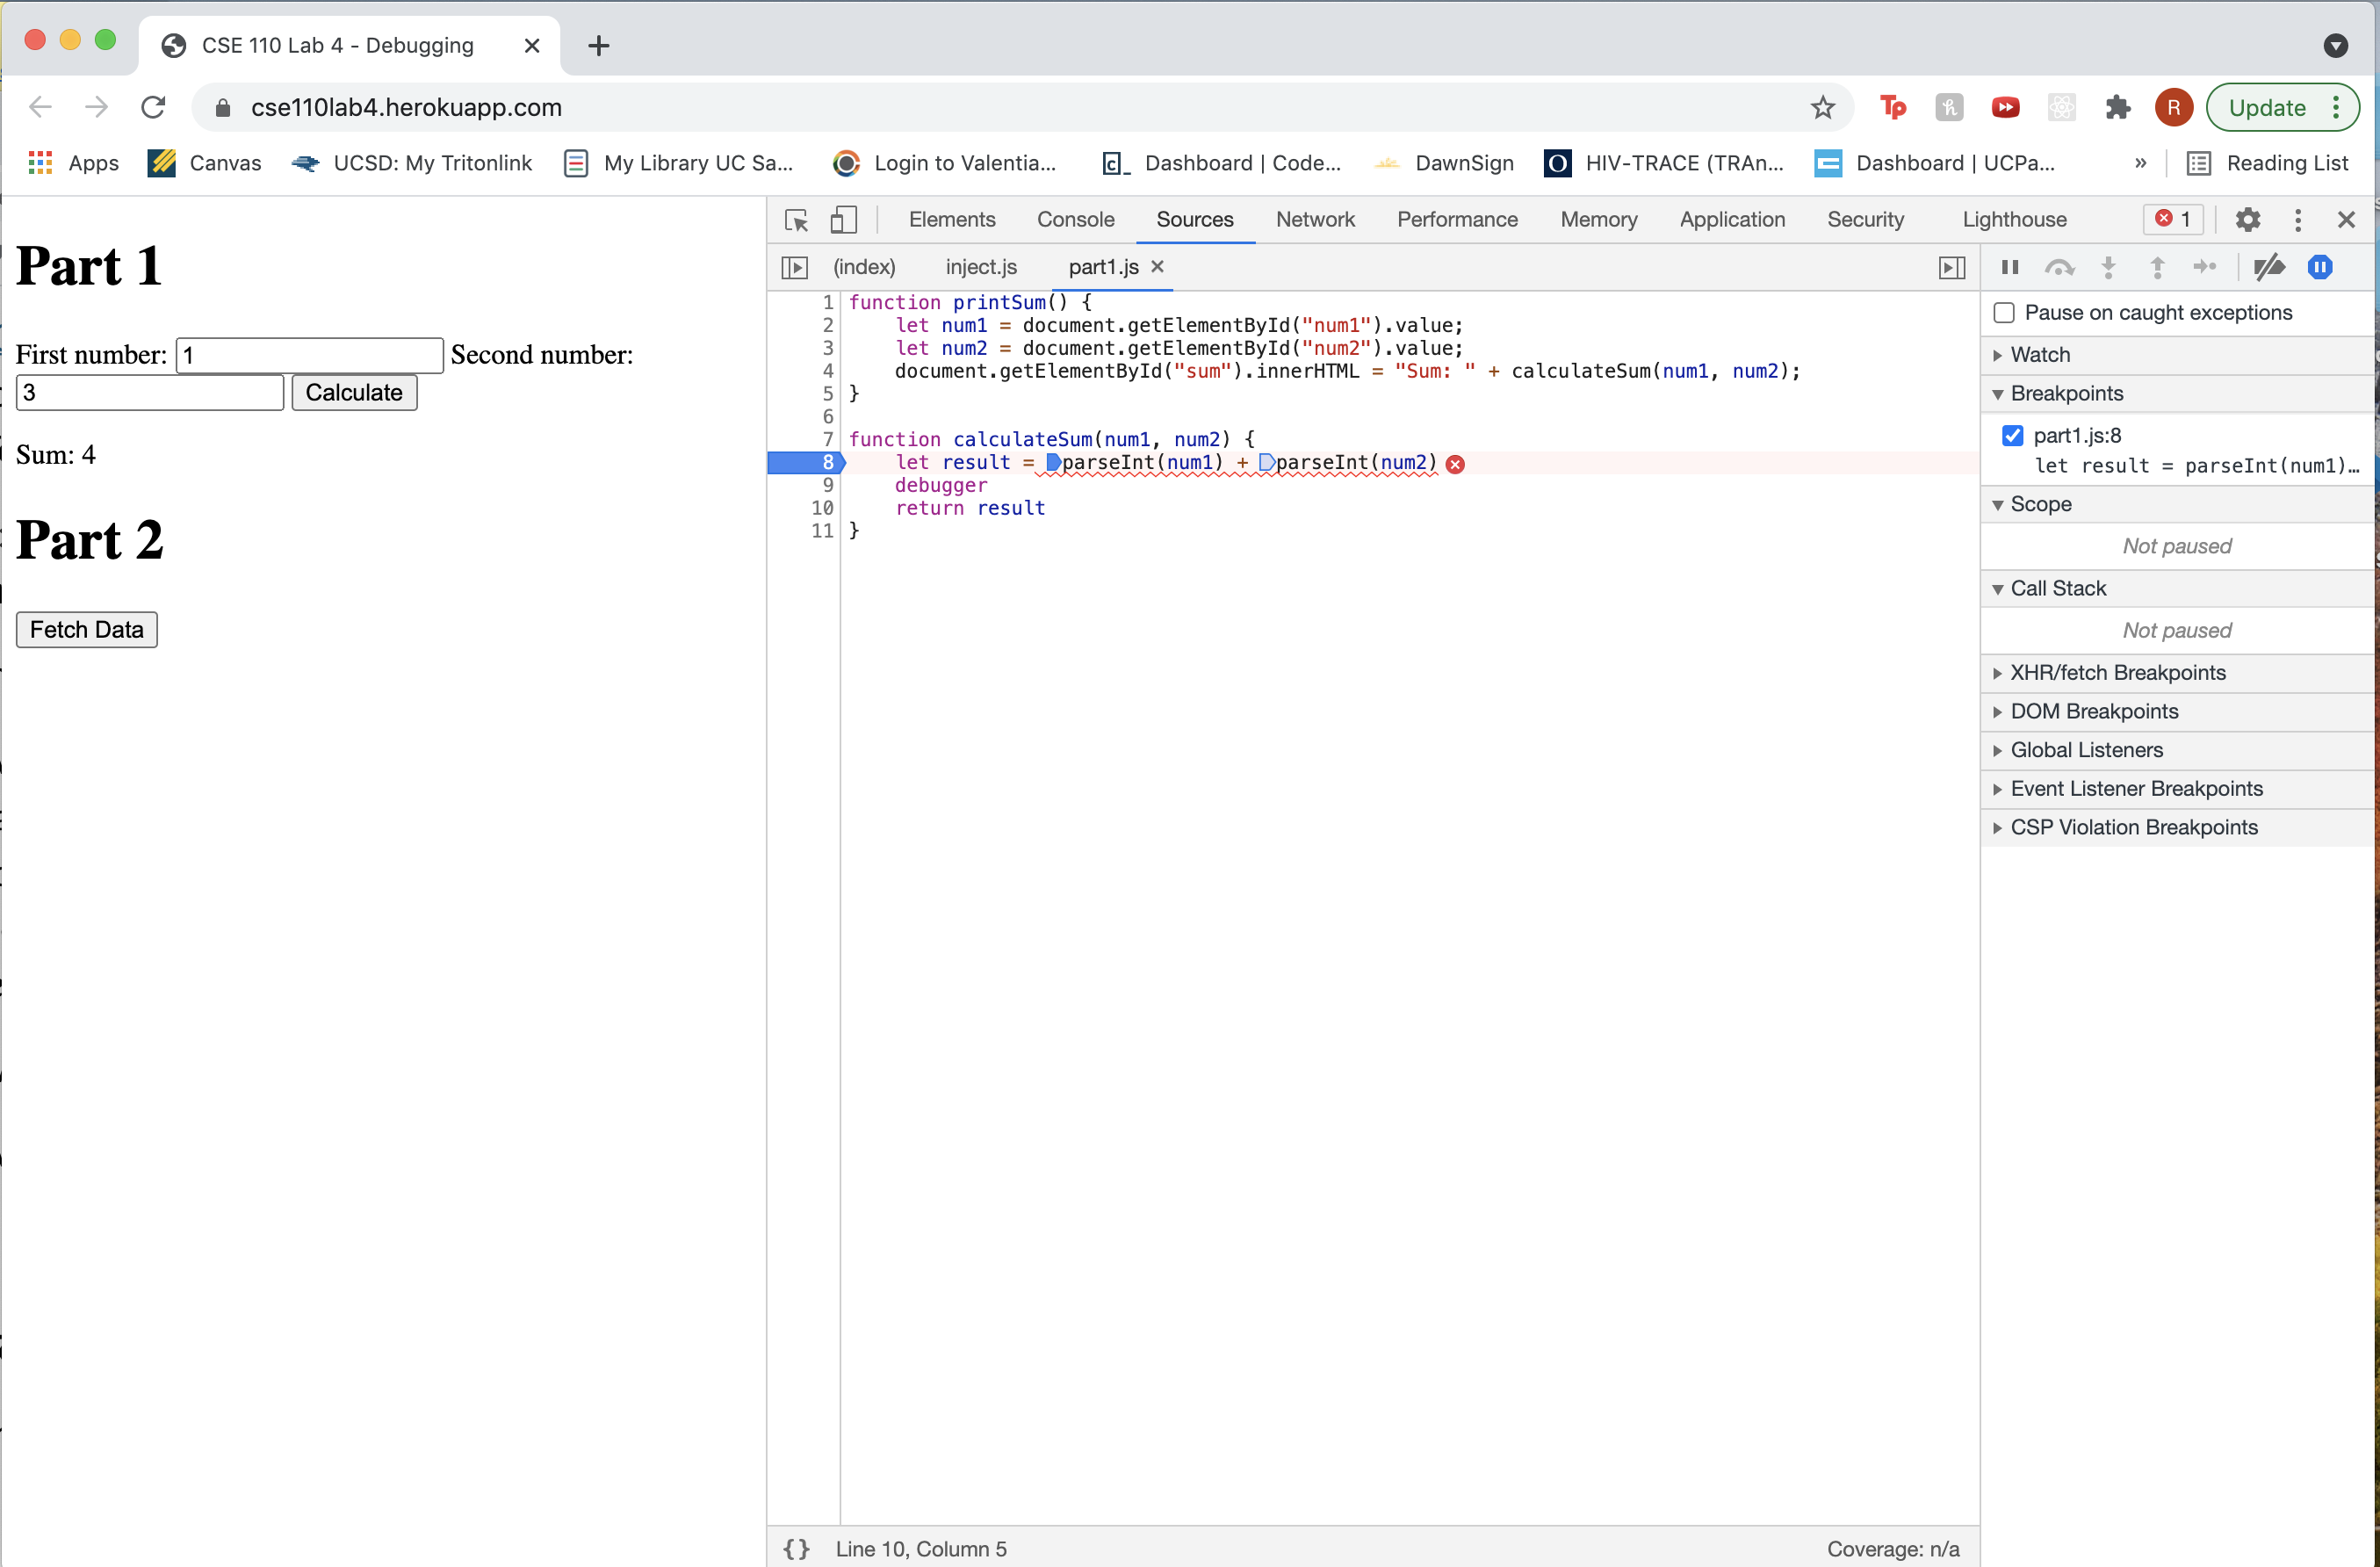 CSE 110 Lab 4 - Debugging
cse110lab4.herokuapp.com
Tp
h
R
Update
Apps
Canvas
UCSD: My Tritonlink
My Library UC Sa...
Login to Valentia...
Dashboard | Code...
DawnSign
HIV-TRACE (TRAn...
Dashboard | UCPa...
»
Reading List
Part 1
First number: 1 Second number:
3 Calculate
Sum: 4
Part 2
Fetch Data
Elements Console Sources Network Performance Memory Application Security Lighthouse 1
(index) inject.js part1.js
1 function printSum() {
2 let num1 = document.getElementById("num1").value;
3 let num2 = document.getElementById("num2").value;
4 document.getElementById("sum").innerHTML = "Sum: " + calculateSum(num1, num2);
5 }
6
7 function calculateSum(num1, num2) {
8 let result = parseInt(num1) + parseInt(num2)
9 debugger
10 return result
11 }
{} Line 10, Column 5
Coverage: n/a
Pause on caught exceptions
Watch
Breakpoints
part1.js:8
let result = parseInt(num1)…
Scope
Not paused
Call Stack
Not paused
XHR/fetch Breakpoints
DOM Breakpoints
Global Listeners
Event Listener Breakpoints
CSP Violation Breakpoints